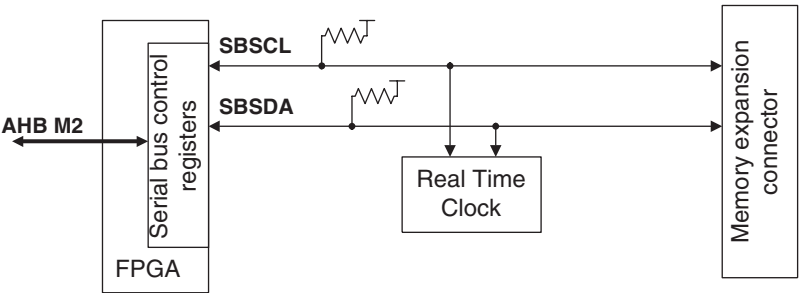 SBSCL
SBSDA
AHB M2
Serial bus control
registers
FPGA
Real Time
Clock
Memory expansion
connector